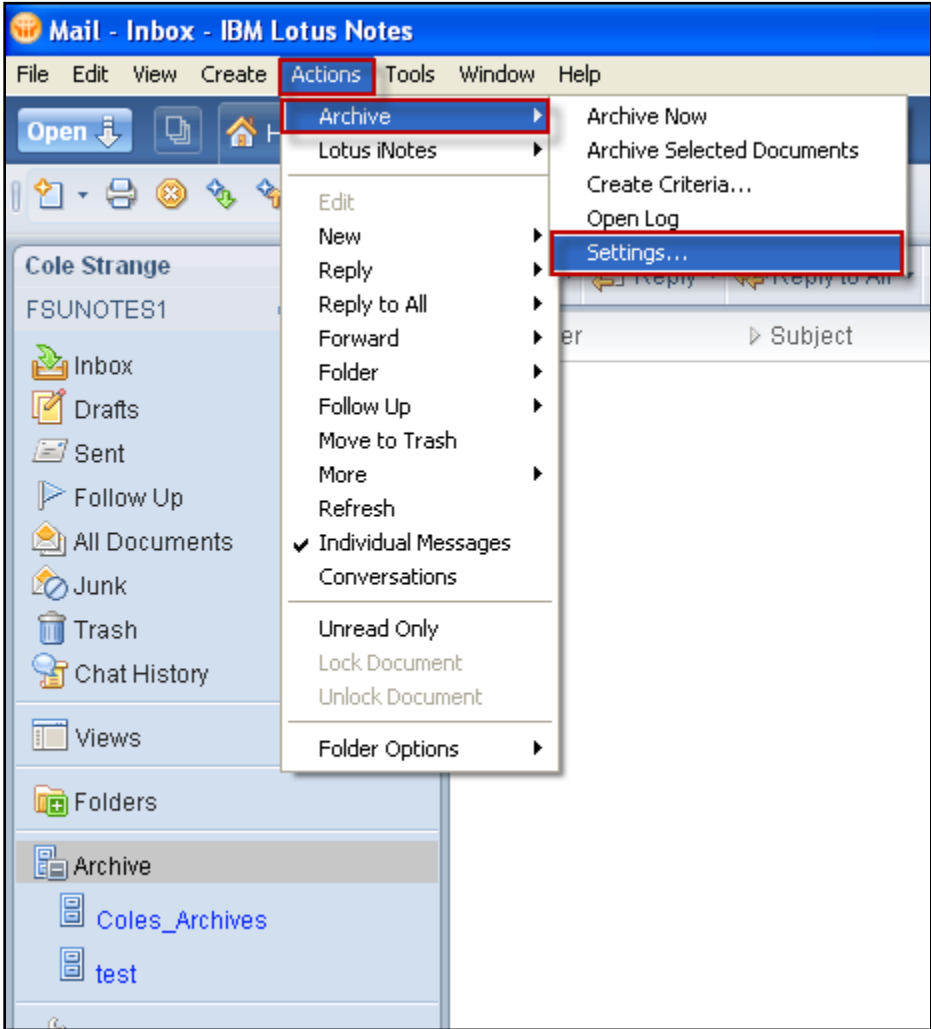 Mail - Inbox - IBM Lotus Notes
File Edit View Create Actions Tools Window Help
Open
H
Archive
Lotus iNotes
Edit
New
Reply
Reply to All
Forward
Folder
Follow Up
Move to Trash
More
Refresh
Individual Messages
Conversations
Unread Only
Lock Document
Unlock Document
Folder Options
Archive Now
Archive Selected Documents
Create Criteria...
Open Log
Settings...
Reply Reply to All
er Subject
Cole Strange
FSUNOTES1
Inbox
Drafts
Sent
Follow Up
All Documents
Junk
Trash
Chat History
Views
Folders
Archive
Coles_Archives
test